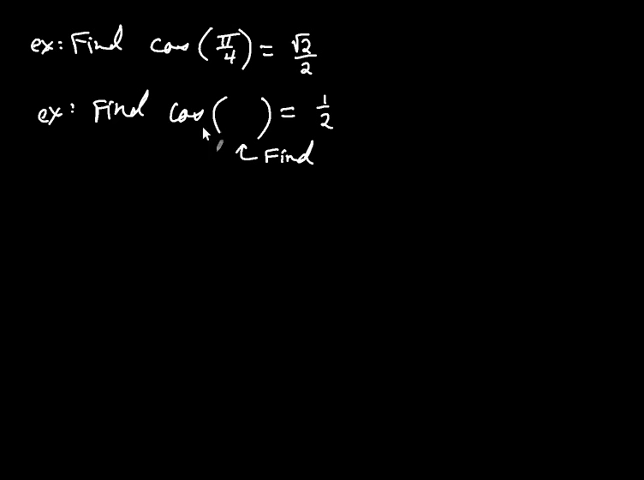 ex: Find cos(π/4) = √2/2
ex: Find cos( ) = 1/2
↑ Find